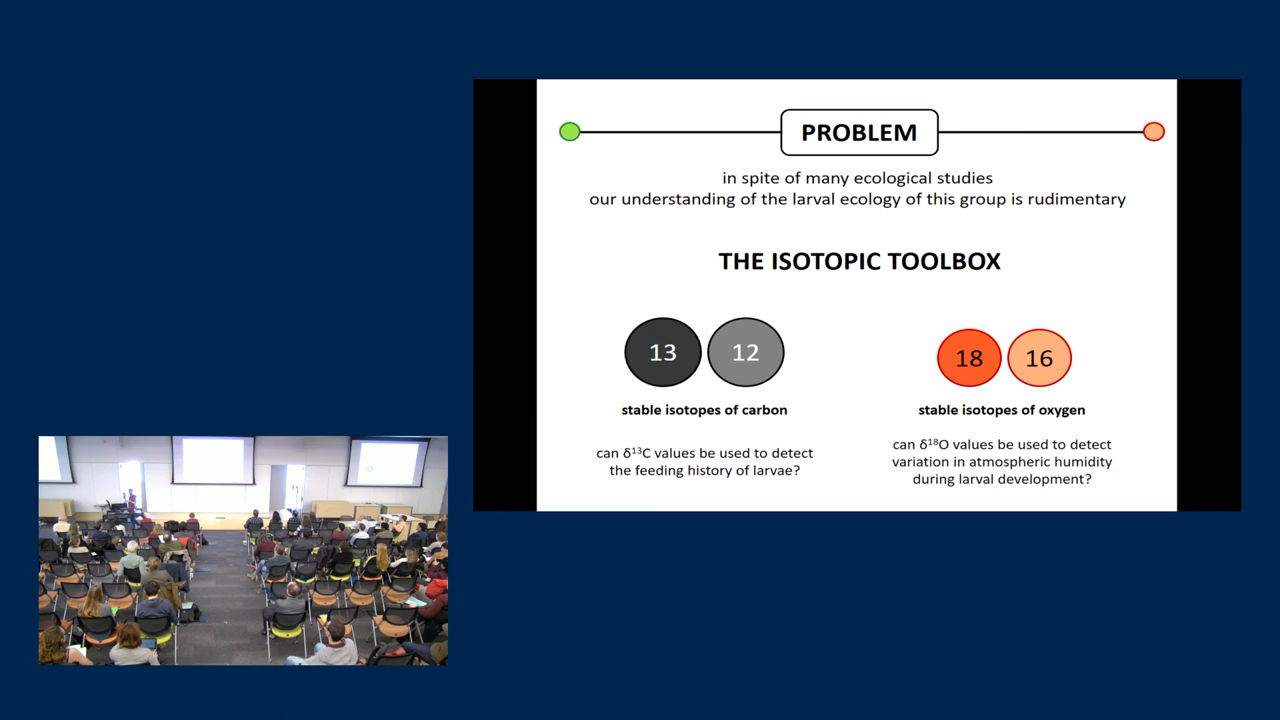 PROBLEM
in spite of many ecological studies
our understanding of the larval ecology of this group is rudimentary
THE ISOTOPIC TOOLBOX
13 12
stable isotopes of carbon
can δ¹³C values be used to detect
the feeding history of larvae?
18 16
stable isotopes of oxygen
can δ¹⁸O values be used to detect
variation in atmospheric humidity
during larval development?